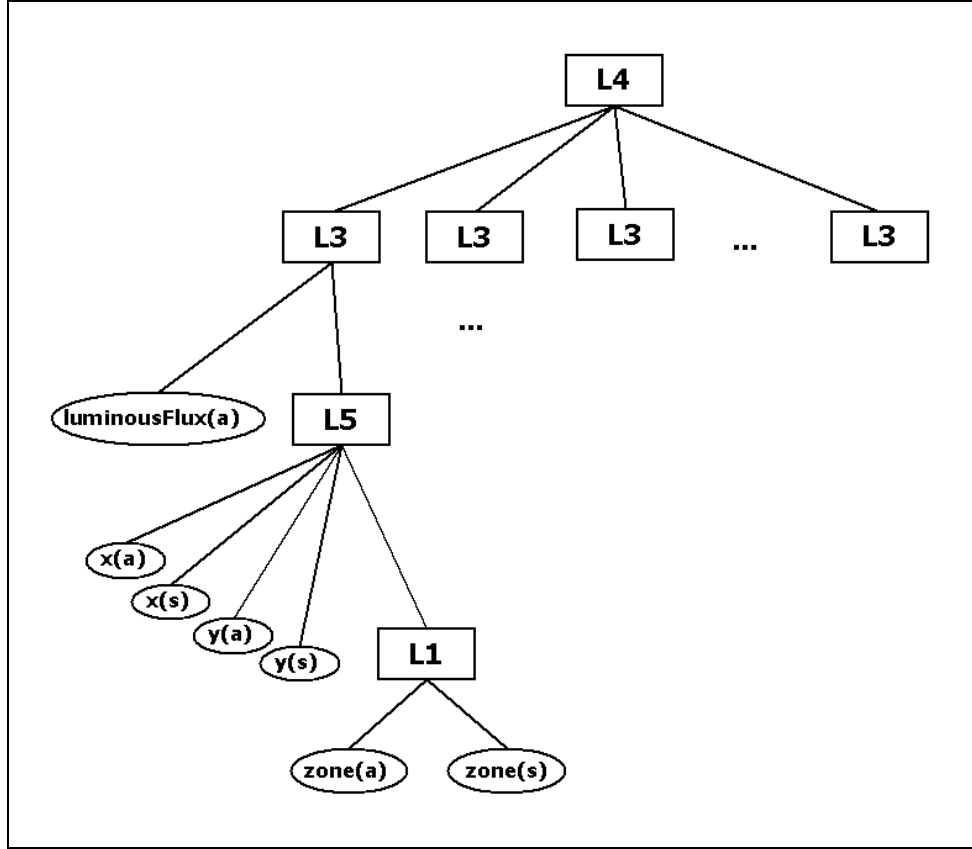 L4
L3
L3
L3
...
L3
...
luminousFlux(a)
L5
x(a)
x(s)
y(a)
y(s)
L1
zone(a)
zone(s)